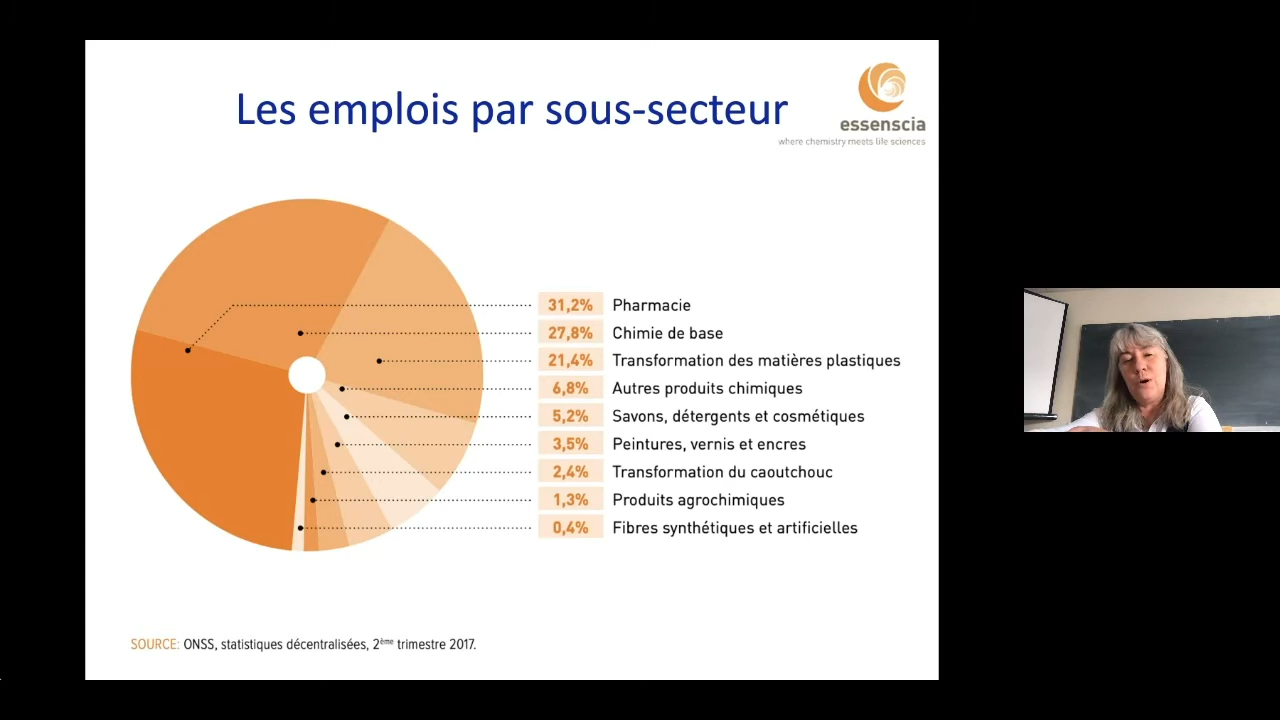 Les emplois par sous-secteur
essenscia
where chemistry meets life sciences
31,2% Pharmacie
27,8% Chimie de base
21,4% Transformation des matières plastiques
6,8% Autres produits chimiques
5,2% Savons, détergents et cosmétiques
3,5% Peintures, vernis et encres
2,4% Transformation du caoutchouc
1,3% Produits agrochimiques
0,4% Fibres synthétiques et artificielles
SOURCE: ONSS, statistiques décentralisées, 2ème trimestre 2017.